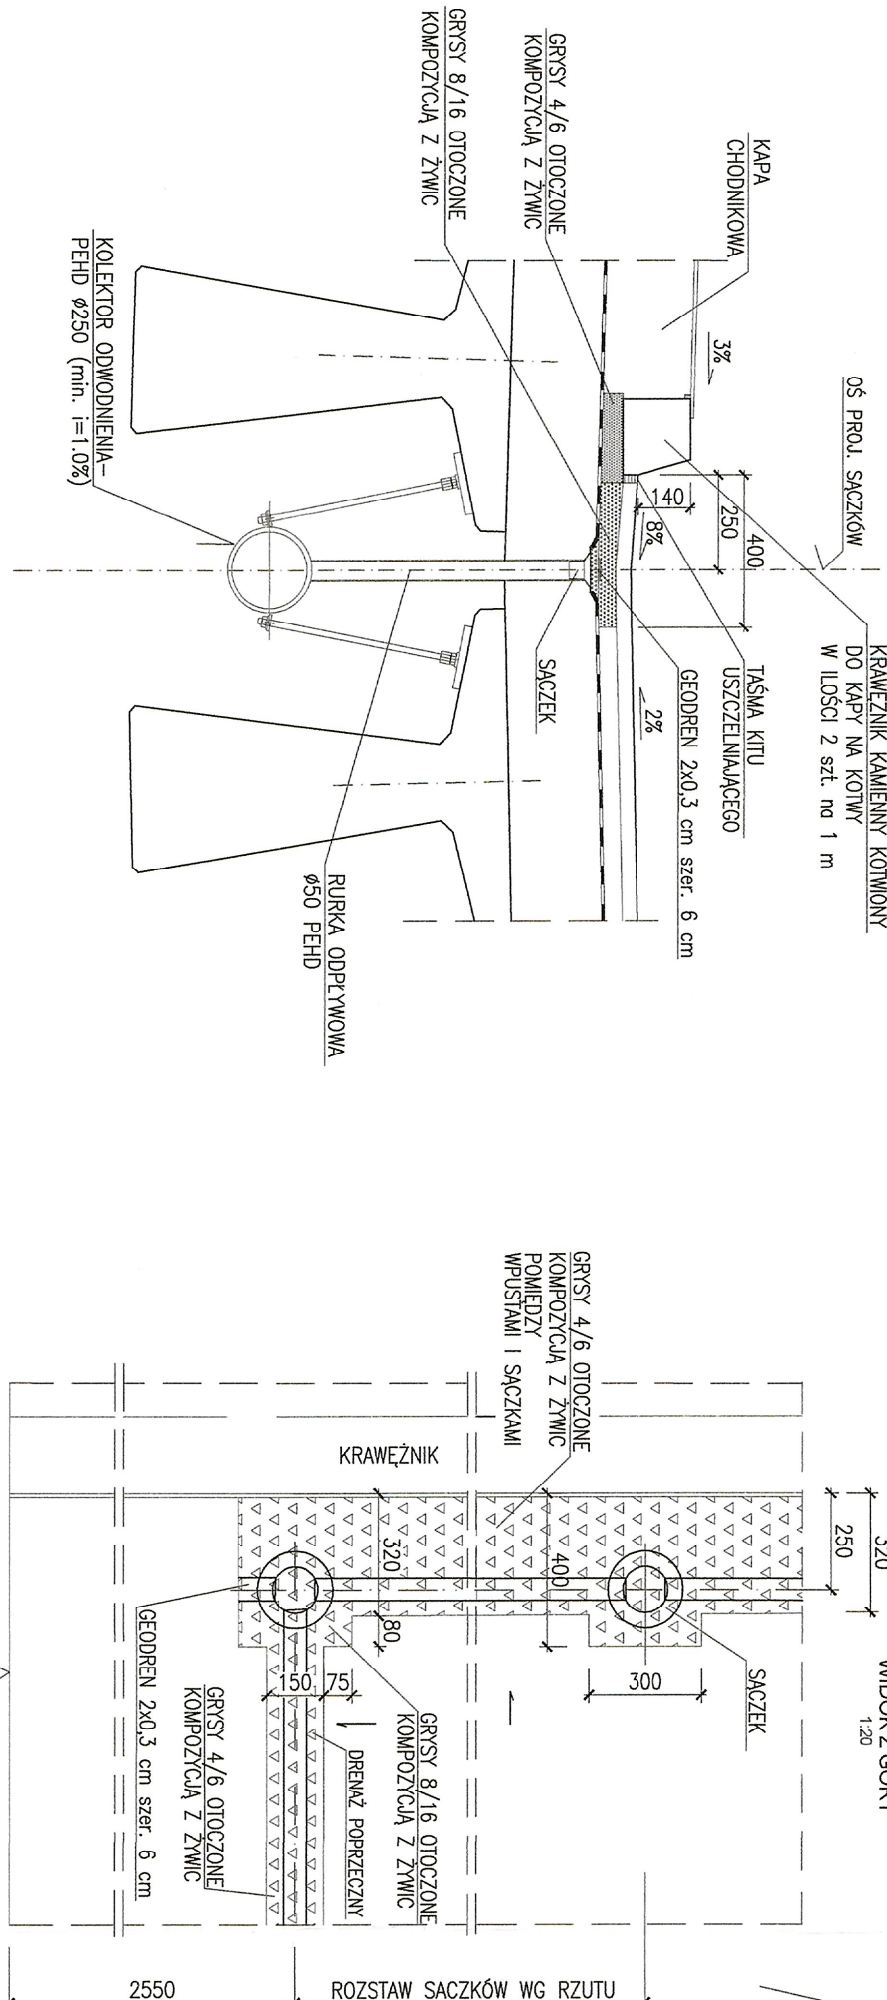 GRYSY 8/16 OTOCZONE
KOMPOZYCJĄ Z ŻYWIC
GRYSY 4/6 OTOCZONE
KOMPOZYCJĄ Z ŻYWIC
KAPA
CHODNIKOWA
3%
OŚ PROJ. SĄCZKÓW
140
250
400
8%
2%
KRAWĘŻNIK KAMIENNY KOTWIONY
DO KAPY NA KOTWY
W ILOŚCI 2 szt. na 1 m
TAŚMA KITU
USZCZELNIAJĄCEGO
GEODREN 2x0,3 cm szer. 6 cm
SĄCZEK
KOLEKTOR ODWODNIENIA–
PEHD ø250 (min. i=1.0%)
RURKA ODPŁYWOWA
ø50 PEHD
1:20
GRYSY 4/6 OTOCZONE
KOMPOZYCJĄ Z ŻYWIC
POMIĘDZY
WPUSTAMI I SĄCZKAMI
KRAWĘŻNIK
250
320
400
320
80
300
150
75
SĄCZEK
GRYSY 8/16 OTOCZONE
KOMPOZYCJĄ Z ŻYWIC
DRENAŻ POPRZECZNY
GRYSY 4/6 OTOCZONE
KOMPOZYCJĄ Z ŻYWIC
GEODREN 2x0,3 cm szer. 6 cm
2550
ROZSTAW SĄCZKÓW WG RZUTU